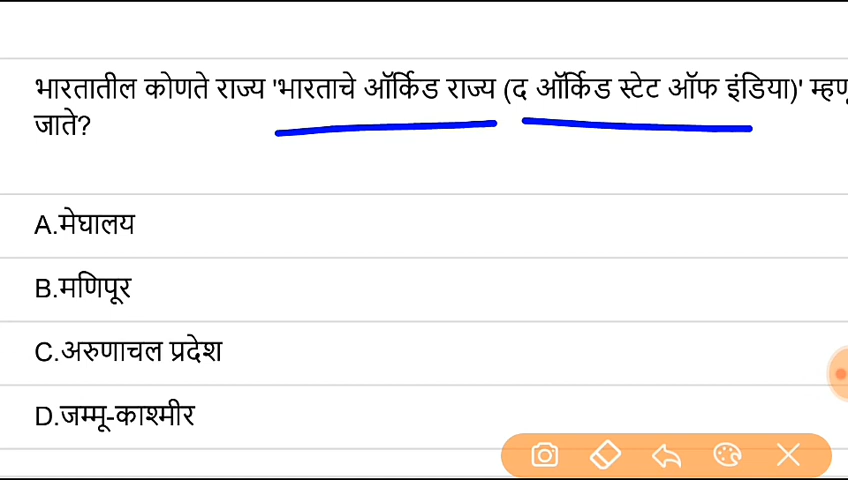 भारतातील कोणते राज्य 'भारताचे ऑर्किड राज्य (द ऑर्किड स्टेट ऑफ इंडिया)'
जाते?
A.मेघालय
B.मणिपूर
C.अरुणाचल प्रदेश
D.जम्मू-काश्मीर